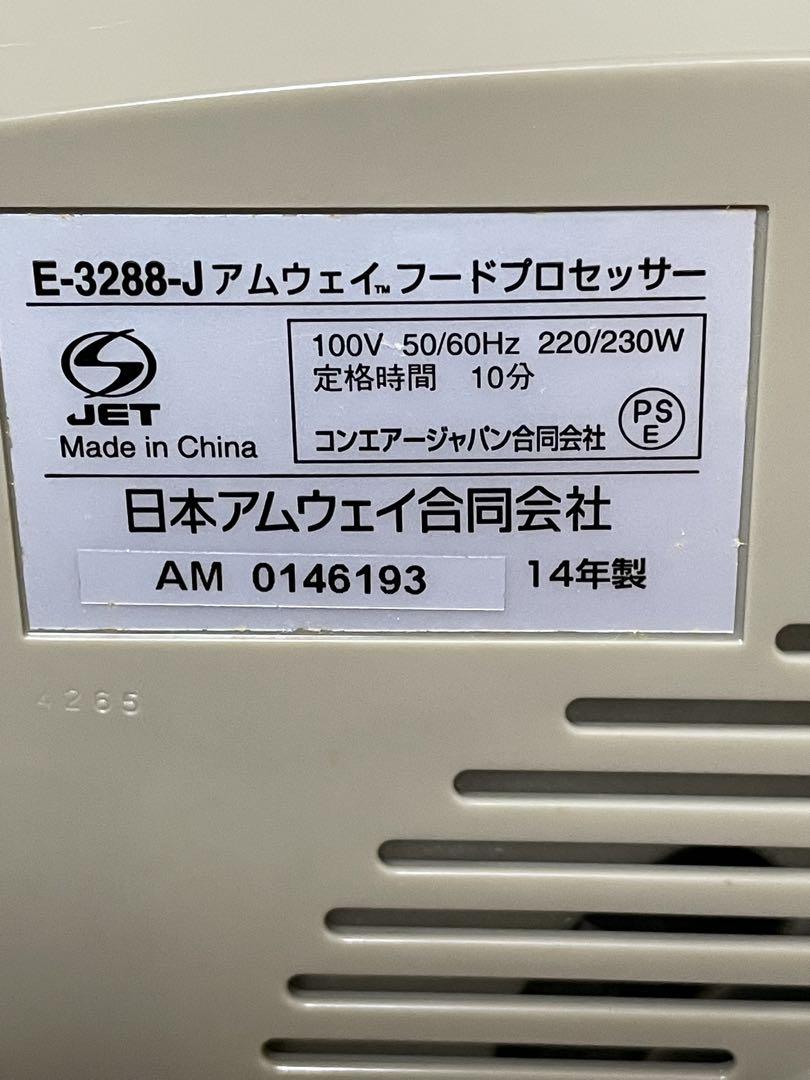 E-3288-J アムウェイ™ フードプロセッサー
JET
Made in China
100V 50/60Hz 220/230W
定格時間 10分
コンエアージャパン合同会社
PS
E
日本アムウェイ合同会社
AM 0146193
14年製
4265